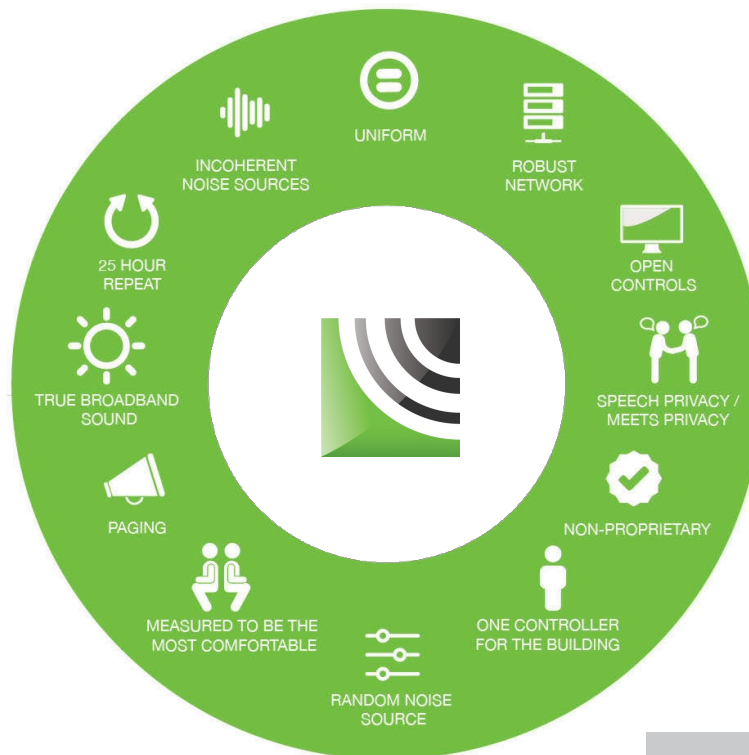 UNIFORM
ROBUST
NETWORK
OPEN
CONTROLS
SPEECH PRIVACY /
MEETS PRIVACY
NON-PROPRIETARY
ONE CONTROLLER
FOR THE BUILDING
RANDOM NOISE
SOURCE
MEASURED TO BE THE
MOST COMFORTABLE
PAGING
TRUE BROADBAND
SOUND
25 HOUR
REPEAT
INCOHERENT
NOISE SOURCES